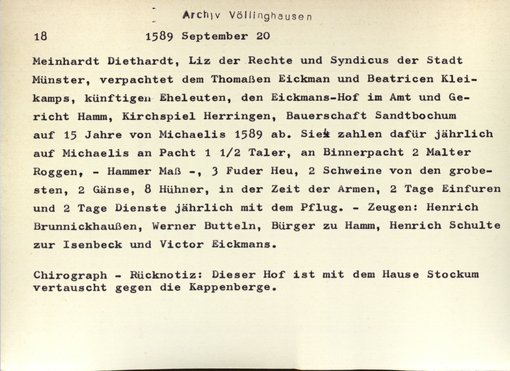 Archiv Völlinghausen
18 1589 September 20
Meinhardt Diethardt, Liz der Rechte und Syndicus der Stadt
Münster, verpachtet dem Thomaßen Eickman und Beatricen Klei-
kamps, künftigen Eheleuten, den Eickmans-Hof im Amt und Ge-
richt Hamm, Kirchspiel Herringen, Bauerschaft Sandtbochum
auf 15 Jahre von Michaelis 1589 ab. Sie zahlen dafür jährlich
auf Michaelis an Pacht 1 1/2 Taler, an Binnerpacht 2 Malter
Roggen, - Hammer Maß -, 3 Fuder Heu, 2 Schweine von den grobe-
sten, 2 Gänse, 8 Hühner, in der Zeit der Armen, 2 Tage Einfuren
und 2 Tage Dienste jährlich mit dem Pflug. - Zeugen: Henrich
Brunnickhaußen, Werner Butteln, Bürger zu Hamm, Henrich Schulte
zur Isenbeck und Victor Eickmans.
Chirograph - Rücknotiz: Dieser Hof ist mit dem Hause Stockum
vertauscht gegen die Kappenberge.